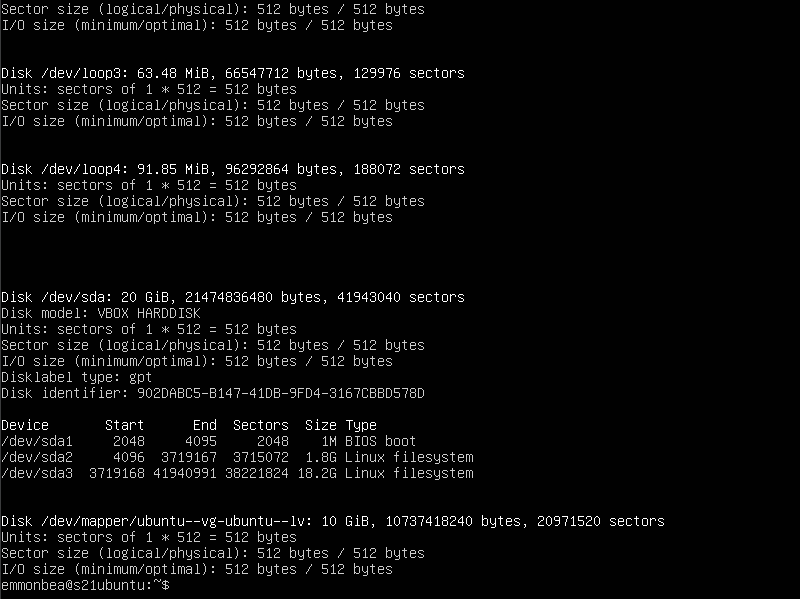 Sector size (logical/physical): 512 bytes / 512 bytes
I/O size (minimum/optimal): 512 bytes / 512 bytes
Disk /dev/loop3: 63.48 MiB, 66547712 bytes, 129976 sectors
Units: sectors of 1 * 512 = 512 bytes
Sector size (logical/physical): 512 bytes / 512 bytes
I/O size (minimum/optimal): 512 bytes / 512 bytes
Disk /dev/loop4: 91.85 MiB, 96292864 bytes, 188072 sectors
Units: sectors of 1 * 512 = 512 bytes
Sector size (logical/physical): 512 bytes / 512 bytes
I/O size (minimum/optimal): 512 bytes / 512 bytes
Disk /dev/sda: 20 GiB, 21474836480 bytes, 41943040 sectors
Disk model: VBOX HARDDISK
Units: sectors of 1 * 512 = 512 bytes
Sector size (logical/physical): 512 bytes / 512 bytes
I/O size (minimum/optimal): 512 bytes / 512 bytes
Disklabel type: gpt
Disk identifier: 902DABC5-B147-41DB-9FD4-3167CBBD578D
Device       Start      End  Sectors  Size Type
/dev/sda1     2048     4095     2048    1M BIOS boot
/dev/sda2     4096  3719167  3715072  1.8G Linux filesystem
/dev/sda3  3719168 41940991 38221824 18.2G Linux filesystem
Disk /dev/mapper/ubuntu--vg-ubuntu--lv: 10 GiB, 10737418240 bytes, 20971520 sectors
Units: sectors of 1 * 512 = 512 bytes
Sector size (logical/physical): 512 bytes / 512 bytes
I/O size (minimum/optimal): 512 bytes / 512 bytes
emmonbea@s21ubuntu:~$